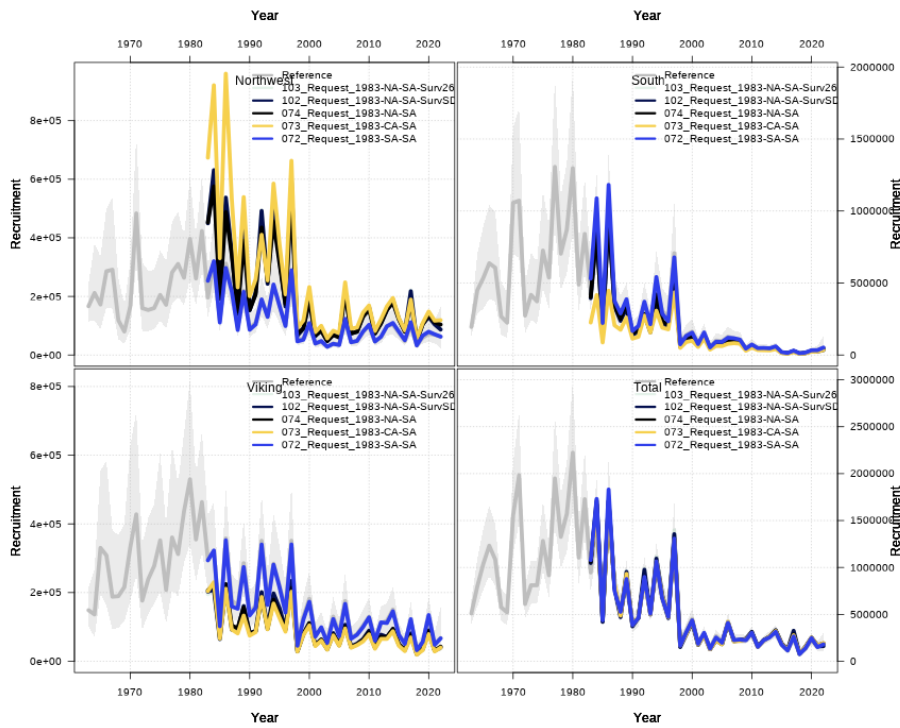 Year
Year
1970 1980 1990 2000 2010 2020
1970 1980 1990 2000 2010 2020
Northwest
Reference
103_Request_1983-NA-SA-Surv26
102_Request_1983-NA-SA-SurvSD
074_Request_1983-NA-SA
073_Request_1983-CA-SA
072_Request_1983-SA-SA
Recruitment
8e+05
6e+05
4e+05
2e+05
0e+00
South
Reference
103_Request_1983-NA-SA-Surv26
102_Request_1983-NA-SA-SurvSD
074_Request_1983-NA-SA
073_Request_1983-CA-SA
072_Request_1983-SA-SA
2000000
1500000
1000000
500000
0
Recruitment
Viking
Reference
103_Request_1983-NA-SA-Surv26
102_Request_1983-NA-SA-SurvSD
074_Request_1983-NA-SA
073_Request_1983-CA-SA
072_Request_1983-SA-SA
Recruitment
8e+05
6e+05
4e+05
2e+05
0e+00
Total
Reference
103_Request_1983-NA-SA-Surv26
102_Request_1983-NA-SA-SurvSD
074_Request_1983-NA-SA
073_Request_1983-CA-SA
072_Request_1983-SA-SA
3000000
2500000
2000000
1500000
1000000
500000
0
Recruitment
1970 1980 1990 2000 2010 2020
1970 1980 1990 2000 2010 2020
Year
Year